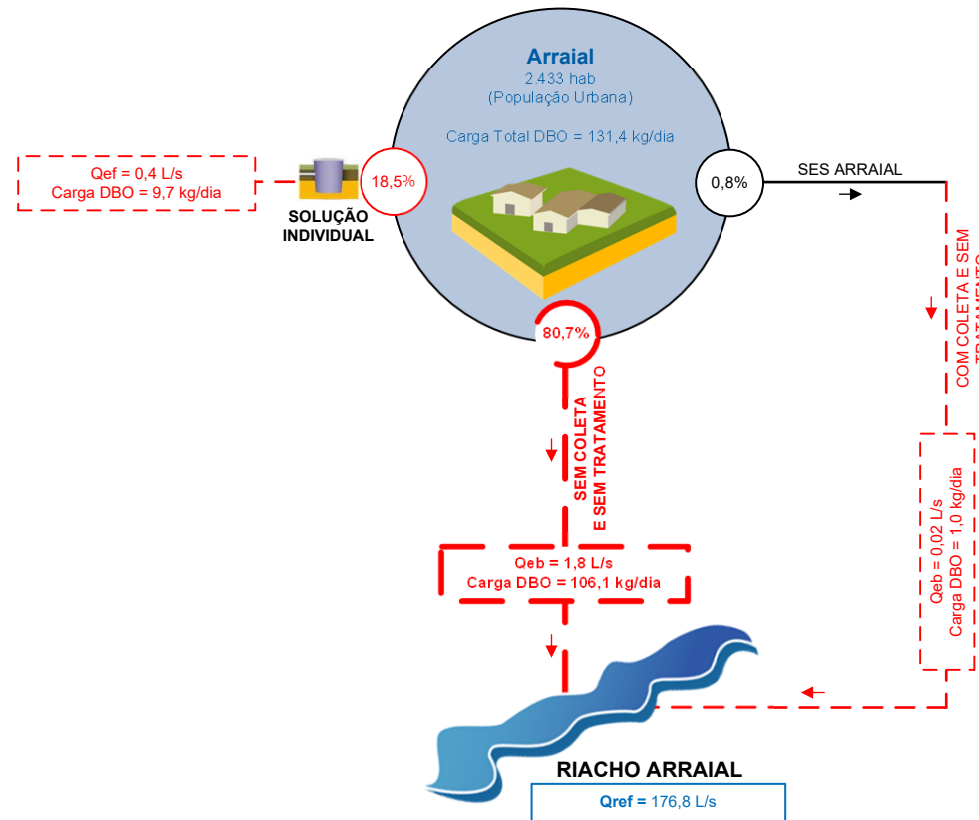 Arraial
2.433 hab
(População Urbana)
Carga Total DBO = 131,4 kg/dia
Qef = 0,4 L/s
Carga DBO = 9,7 kg/dia
18,5%
SOLUÇÃO
INDIVIDUAL
0,8%
SES ARRAIAL
COM COLETA E SEM
TRATAMENTO
80,7%
SEM COLETA
E SEM TRATAMENTO
Qeb = 1,8 L/s
Carga DBO = 106,1 kg/dia
Qeb = 0,02 L/s
Carga DBO = 1,0 kg/dia
RIACHO ARRAIAL
Qref = 176,8 L/s